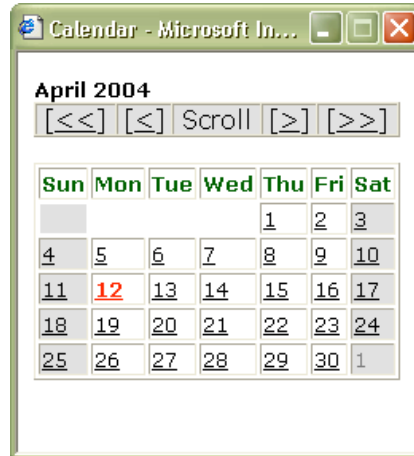 Calendar - Microsoft In...
April 2004
[<<] [<] Scroll [>] [>>]
Sun Mon Tue Wed Thu Fri Sat
1 2 3
4 5 6 7 8 9 10
11 12 13 14 15 16 17
18 19 20 21 22 23 24
25 26 27 28 29 30 1